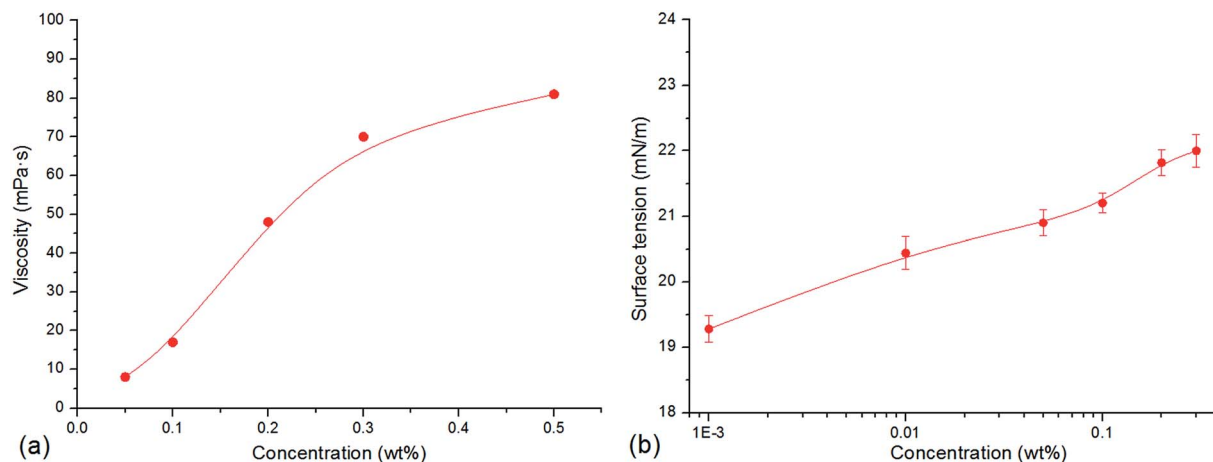 100
90
80
70
60
50
40
30
20
10
0
Viscosity (mPa·s)
0.0 0.1 0.2 0.3 0.4 0.5
Concentration (wt%)
(a)
24
23
22
21
20
19
18
Surface tension (mN/m)
1E-3 0.01 0.1
Concentration (wt%)
(b)